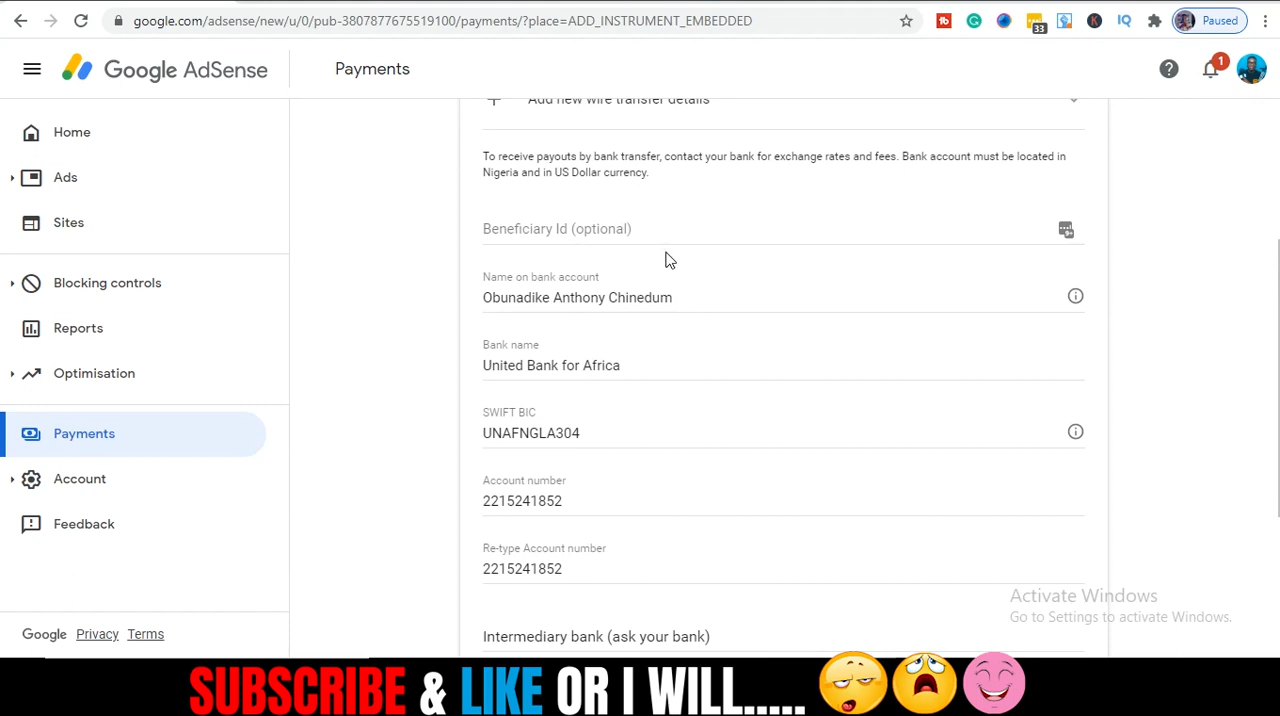 google.com/adsense/new/u/0/pub-3807877675519100/payments/?place=ADD_INSTRUMENT_EMBEDDED
33
K
IQ
Paused
Google AdSense
Payments
1
Home
Ads
Sites
Blocking controls
Reports
Optimisation
Payments
Account
Feedback
Google Privacy Terms
Add new wire transfer details
To receive payouts by bank transfer, contact your bank for exchange rates and fees. Bank account must be located in
Nigeria and in US Dollar currency.
Beneficiary Id (optional)
Name on bank account
Obunadike Anthony Chinedum
Bank name
United Bank for Africa
SWIFT BIC
UNAFNGLA304
Account number
2215241852
Re-type Account number
2215241852
Intermediary bank (ask your bank)
Activate Windows
Go to Settings to activate Windows.
SUBSCRIBE & LIKE OR I WILL.....